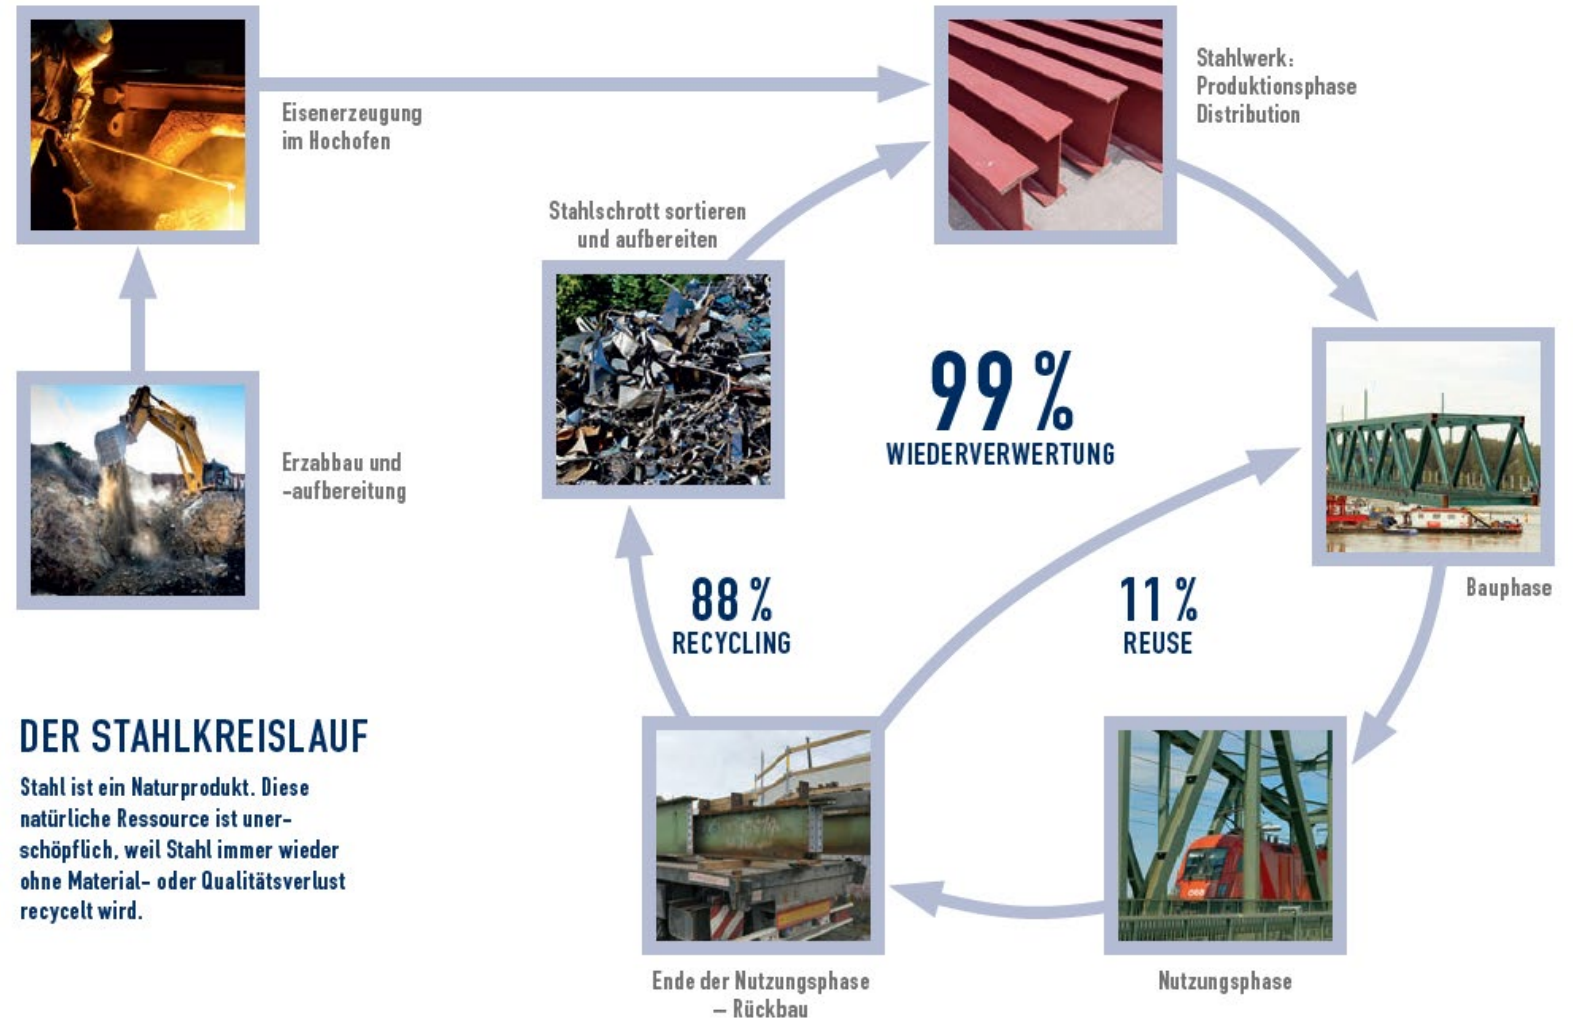 Eisenerzeugung
im Hochofen
Stahlwerk:
Produktionsphase
Distribution
Stahlschrott sortieren
und aufbereiten
99 %
WIEDERVERWERTUNG
Erzabbau und
-aufbereitung
88 %
RECYCLING
11 %
REUSE
Bauphase
DER STAHLKREISLAUF
Stahl ist ein Naturprodukt. Diese
natürliche Ressource ist uner-
schöpflich, weil Stahl immer wieder
ohne Material- oder Qualitätsverlust
recycelt wird.
ÖBB
Ende der Nutzungsphase
– Rückbau
Nutzungsphase